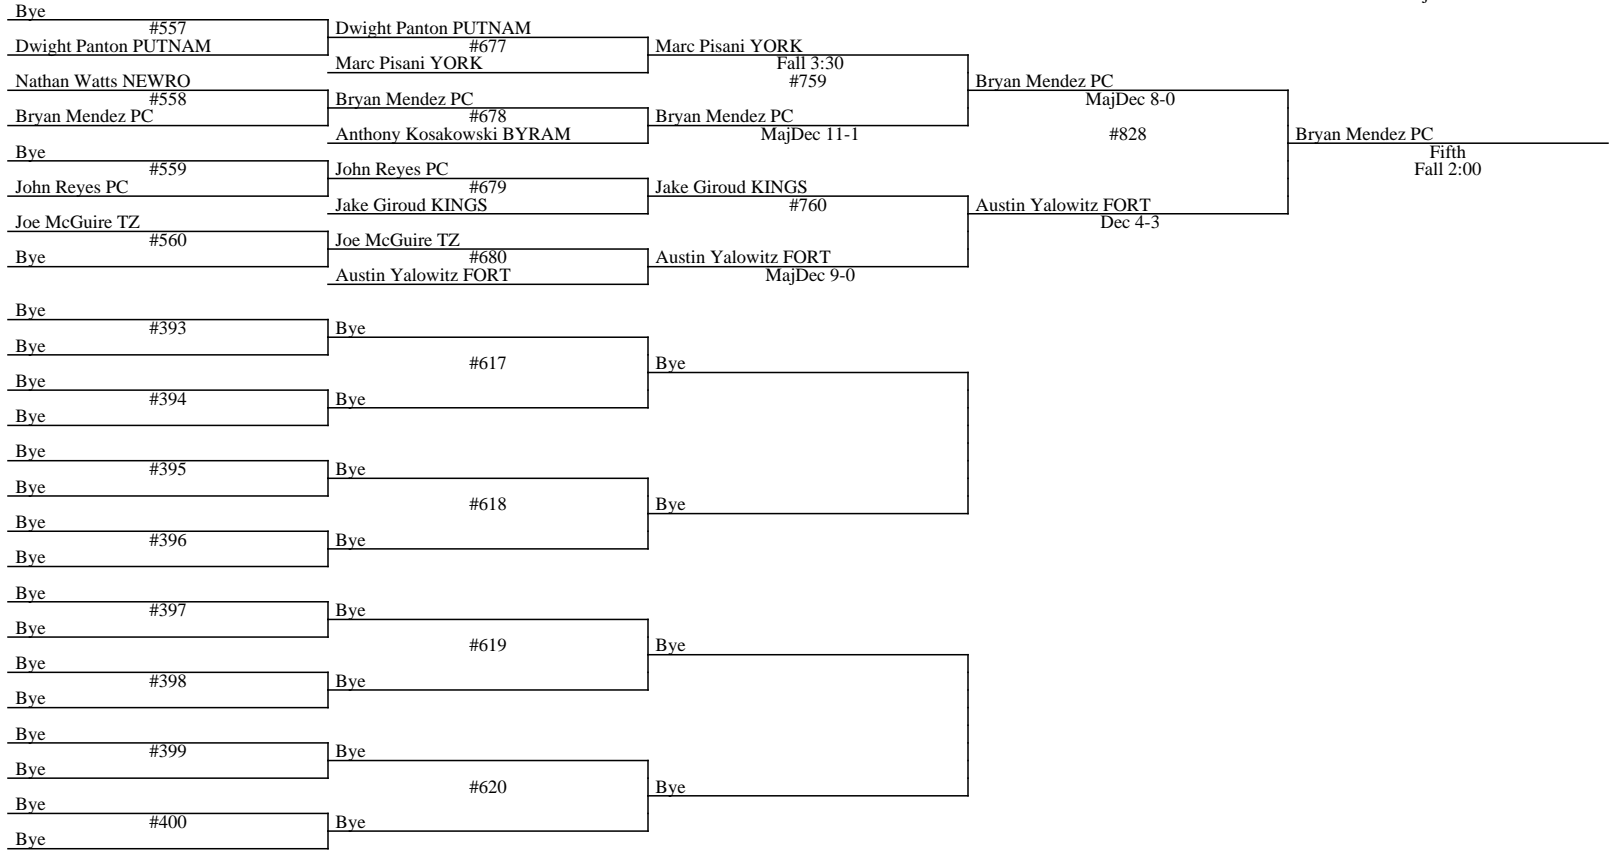 Bye
#557
Dwight Panton PUTNAM
Nathan Watts NEWRO
#558
Bryan Mendez PC
Bye
#559
John Reyes PC
Joe McGuire TZ
#560
Bye
Dwight Panton PUTNAM
#677
Marc Pisani YORK
Bryan Mendez PC
#678
Anthony Kosakowski BYRAM
John Reyes PC
#679
Jake Giroud KINGS
Joe McGuire TZ
#680
Austin Yalowitz FORT
Marc Pisani YORK
Fall 3:30
#759
Bryan Mendez PC
MajDec 11-1
Jake Giroud KINGS
#760
Austin Yalowitz FORT
MajDec 9-0
Bryan Mendez PC
MajDec 8-0
#828
Austin Yalowitz FORT
Dec 4-3
Bryan Mendez PC
Fifth
Fall 2:00
Bye
#393
Bye
Bye
#394
Bye
Bye
#395
Bye
Bye
#396
Bye
Bye
#397
Bye
Bye
#398
Bye
Bye
#399
Bye
Bye
#400
Bye
Bye
#617
Bye
Bye
#618
Bye
Bye
#619
Bye
Bye
#620
Bye
Bye
Bye
Bye
Bye